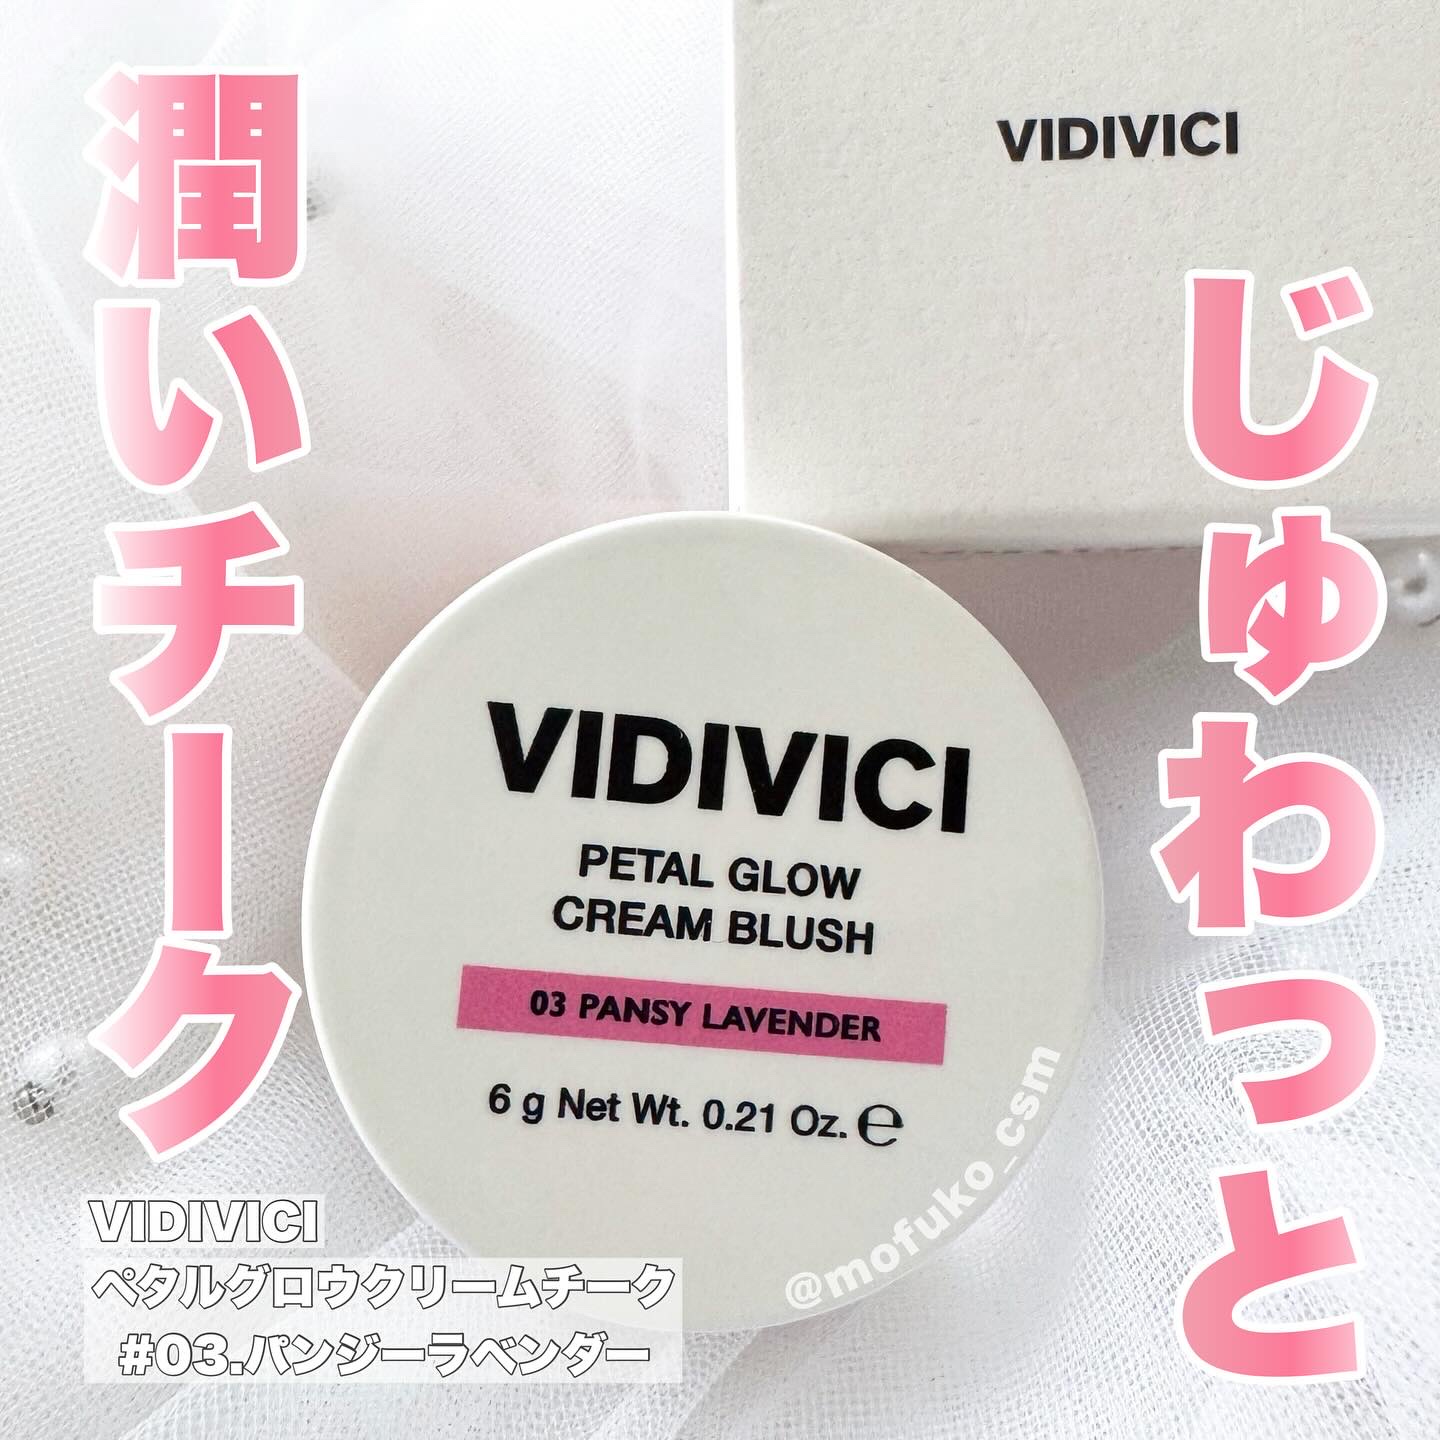 じゅわっと
潤いチーク
VIDIVICI
VIDIVICI
PETAL GLOW
CREAM BLUSH
03 PANSY LAVENDER
6 g Net Wt. 0.21 Oz. ℮
@mofuko_csm
VIDIVICI
ペタルグロウクリームチーク
#03.パンジーラベンダー